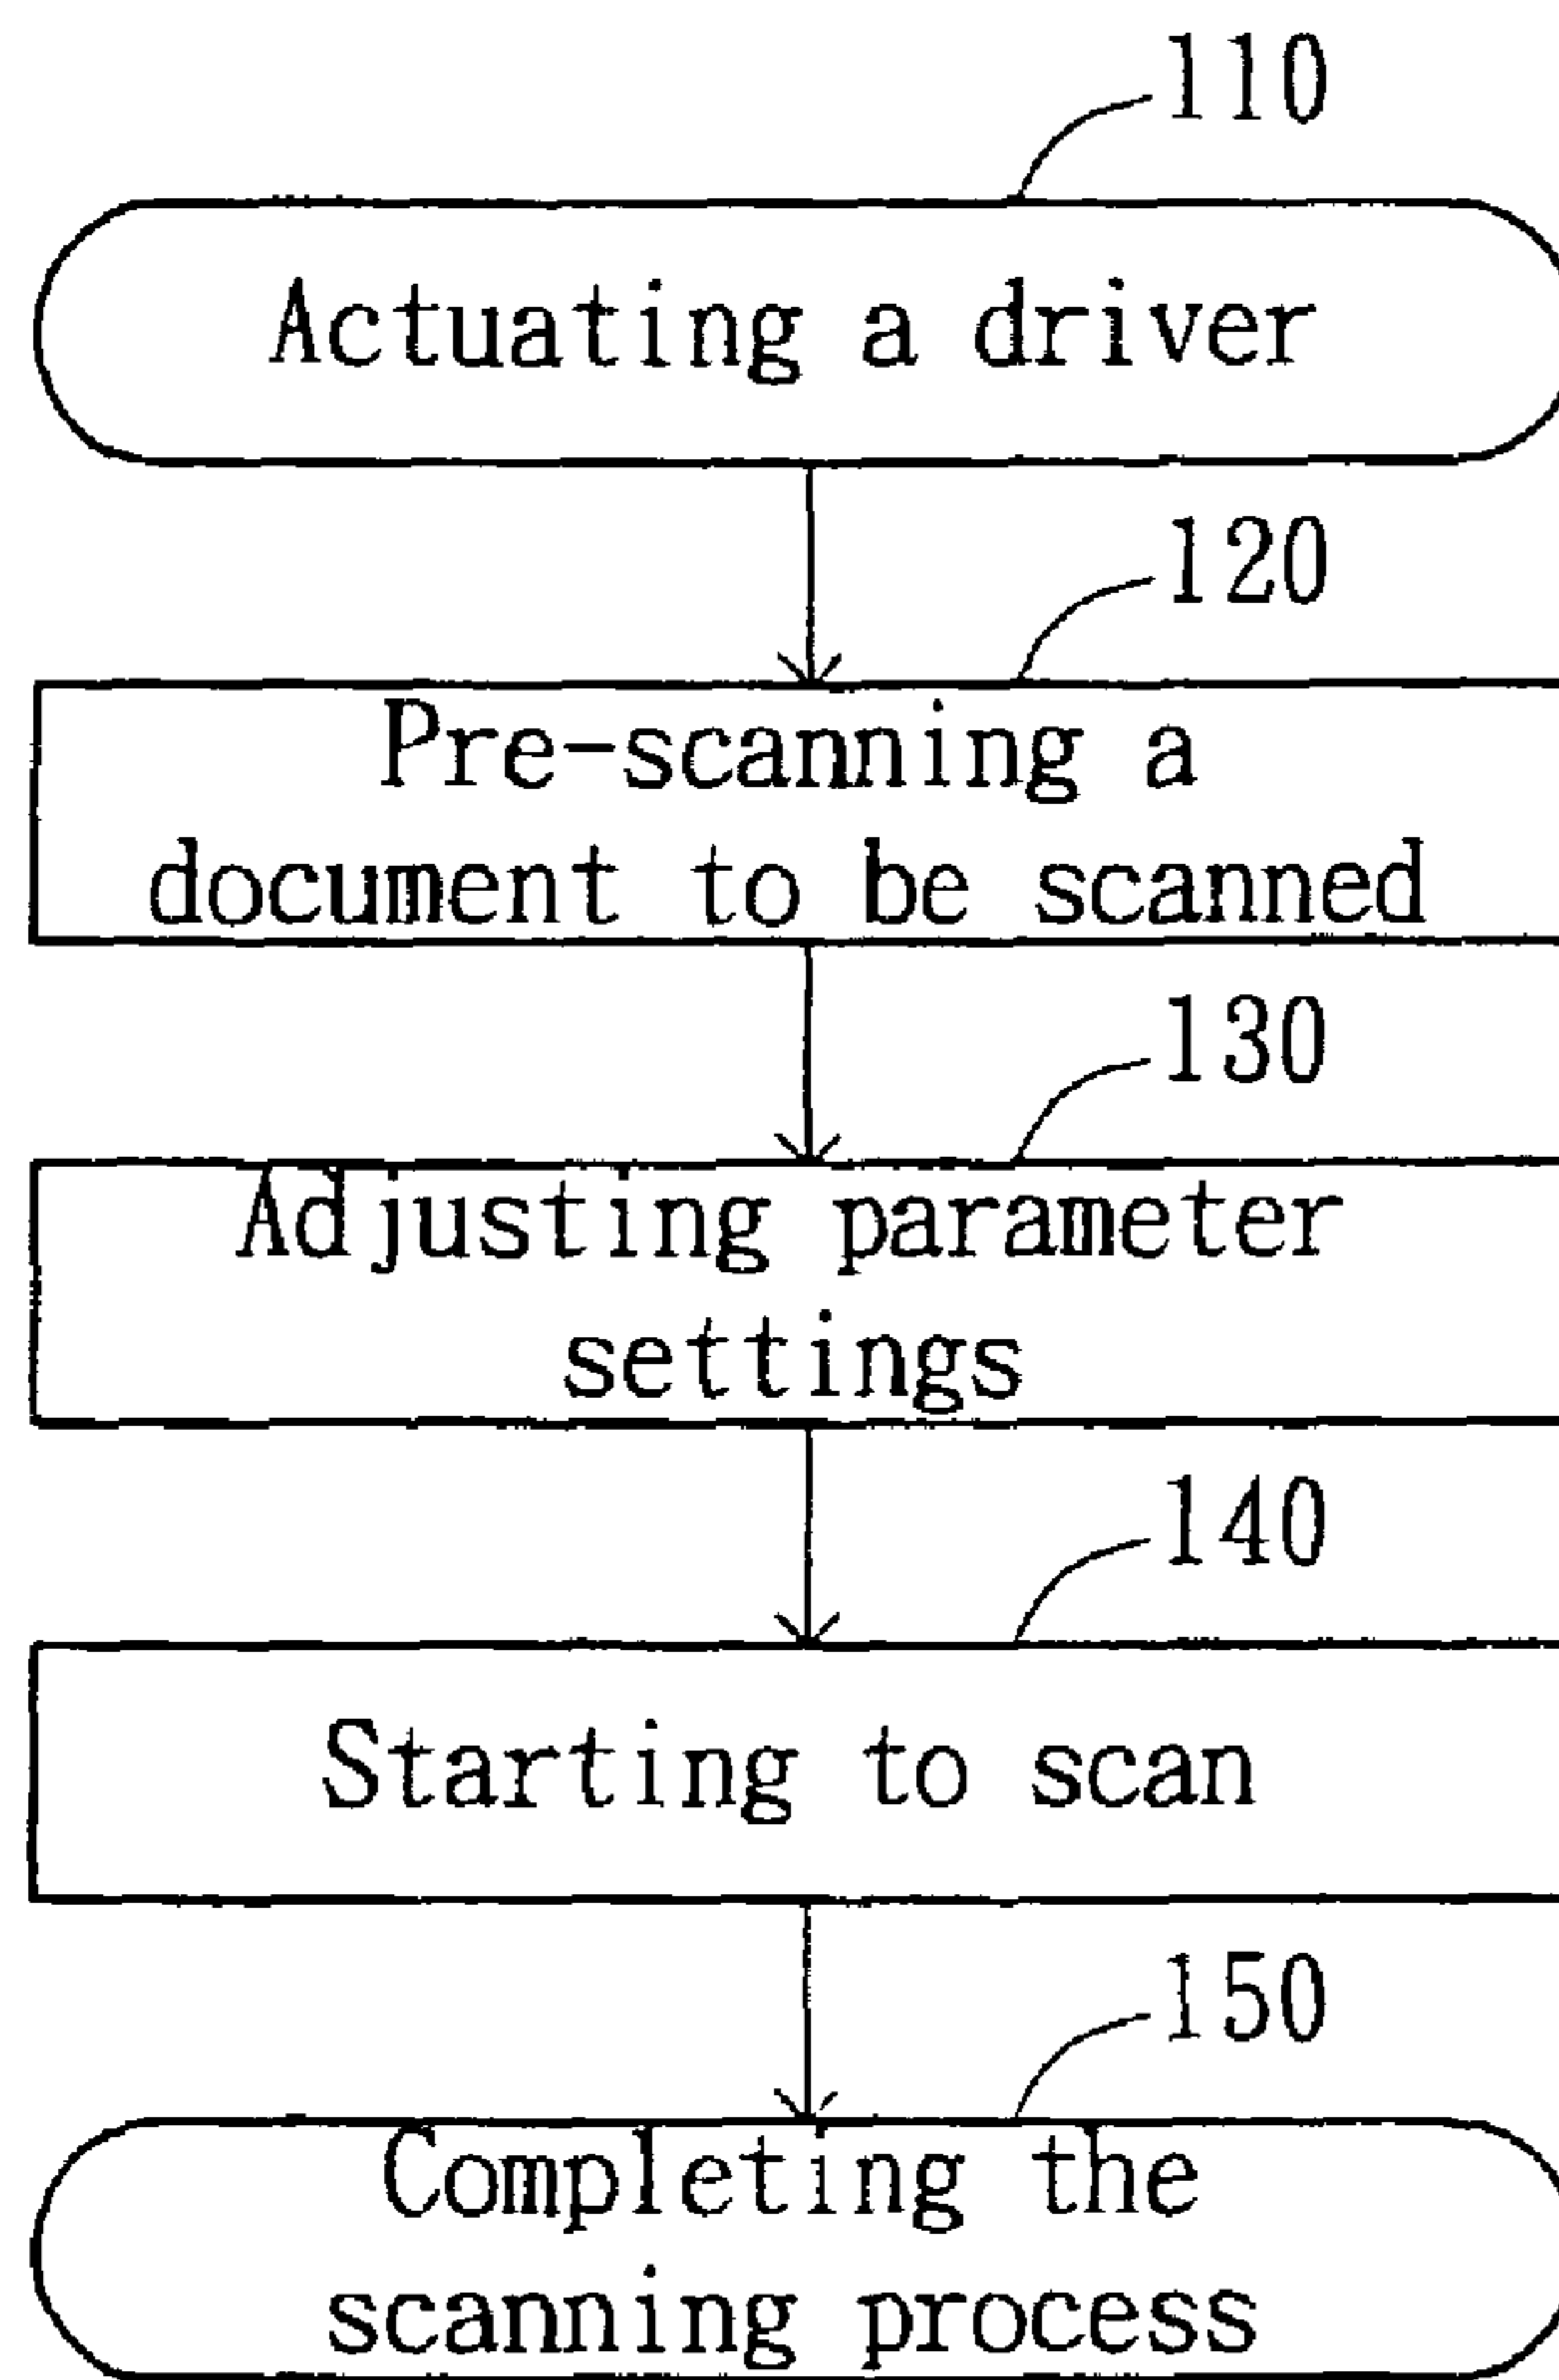 110
Actuating a driver
120
Pre-scanning a
document to be scanned
130
Adjusting parameter
settings
140
Starting to scan
150
Completing the
scanning process